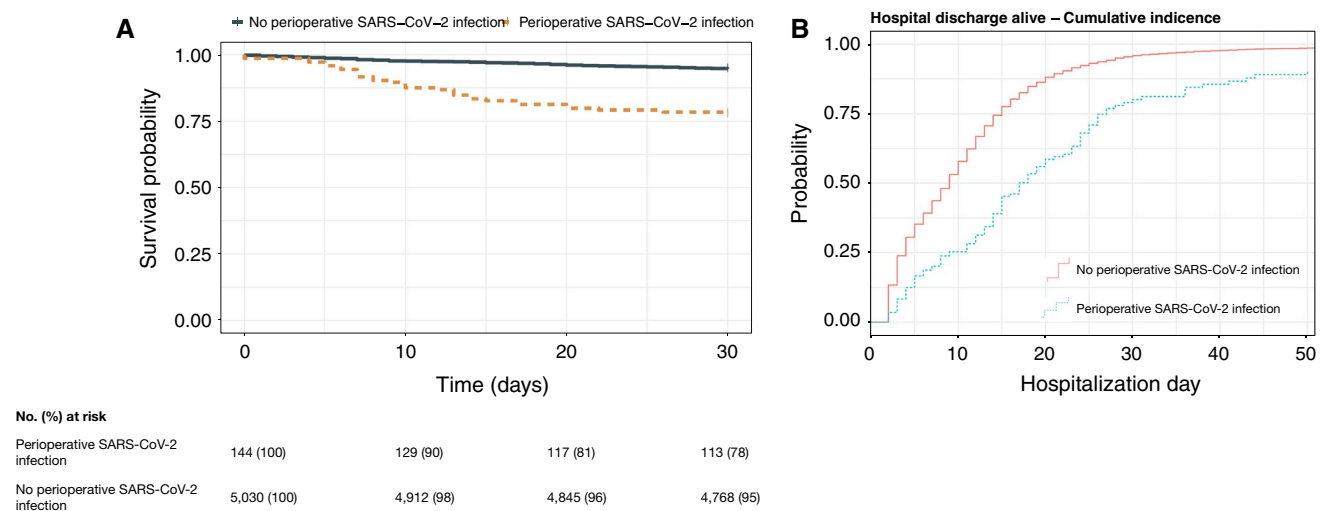 A
No perioperative SARS–CoV–2 infection
Perioperative SARS–CoV–2 infection
1.00
0.75
0.50
0.25
0.00
Survival probability
0 10 20 30
Time (days)
No. (%) at risk
Perioperative SARS-CoV-2
infection
144 (100) 129 (90) 117 (81) 113 (78)
No perioperative SARS-CoV-2
infection
5,030 (100) 4,912 (98) 4,845 (96) 4,768 (95)
B
Hospital discharge alive – Cumulative indicence
1.00
0.75
0.50
0.25
0.00
Probability
No perioperative SARS-CoV-2 infection
Perioperative SARS-CoV-2 infection
0 10 20 30 40 50
Hospitalization day